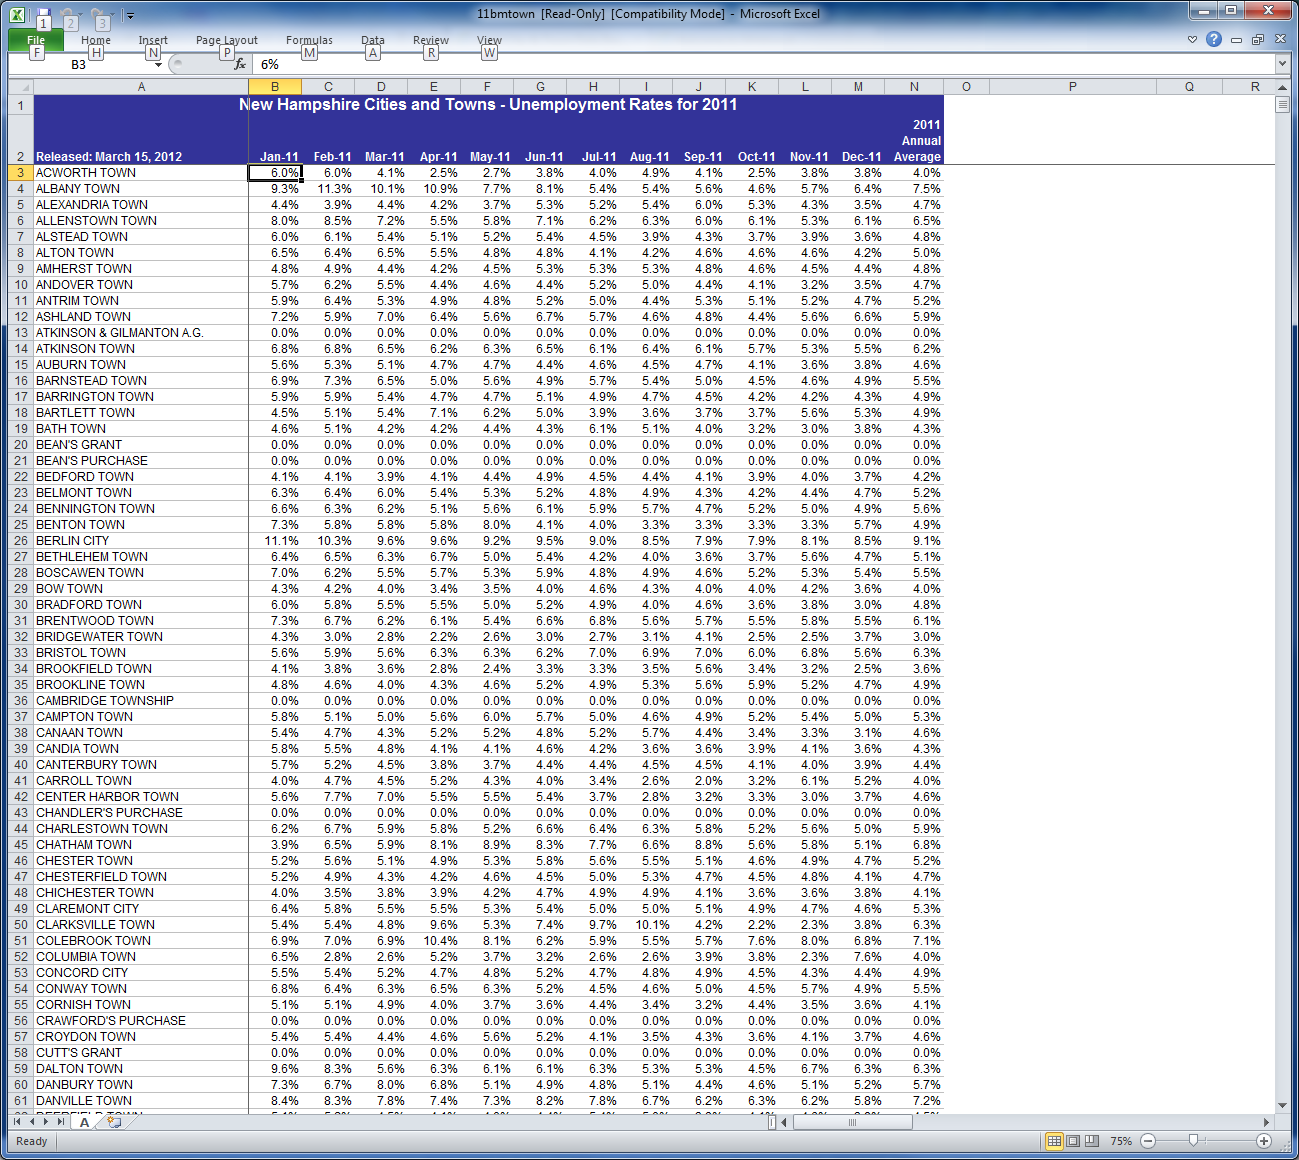 11bmtown [Read-Only] [Compatibility Mode] - Microsoft Excel
1 2 3
File Home Insert Page Layout Formulas Data Review View
F H N P M A R W
B3 fx 6%
A B C D E F G H I J K L M N O P Q R
1 New Hampshire Cities and Towns - Unemployment Rates for 2011
2011
Annual
2 Released: March 15, 2012 Jan-11 Feb-11 Mar-11 Apr-11 May-11 Jun-11 Jul-11 Aug-11 Sep-11 Oct-11 Nov-11 Dec-11 Average
3 ACWORTH TOWN 6.0% 6.0% 4.1% 2.5% 2.7% 3.8% 4.0% 4.9% 4.1% 2.5% 3.8% 3.8% 4.0%
4 ALBANY TOWN 9.3% 11.3% 10.1% 10.9% 7.7% 8.1% 5.4% 5.4% 5.6% 4.6% 5.7% 6.4% 7.5%
5 ALEXANDRIA TOWN 4.4% 3.9% 4.4% 4.2% 3.7% 5.3% 5.2% 5.4% 6.0% 5.3% 4.3% 3.5% 4.7%
6 ALLENSTOWN TOWN 8.0% 8.5% 7.2% 5.5% 5.8% 7.1% 6.2% 6.3% 6.0% 6.1% 5.3% 6.1% 6.5%
7 ALSTEAD TOWN 6.0% 6.1% 5.4% 5.1% 5.2% 5.4% 4.5% 3.9% 4.3% 3.7% 3.9% 3.6% 4.8%
8 ALTON TOWN 6.5% 6.4% 6.5% 5.5% 4.8% 4.8% 4.1% 4.2% 4.6% 4.6% 4.6% 4.2% 5.0%
9 AMHERST TOWN 4.8% 4.9% 4.4% 4.2% 4.5% 5.3% 5.3% 5.3% 4.8% 4.6% 4.5% 4.4% 4.8%
10 ANDOVER TOWN 5.7% 6.2% 5.5% 4.4% 4.6% 4.4% 5.2% 5.0% 4.4% 4.1% 3.2% 3.5% 4.7%
11 ANTRIM TOWN 5.9% 6.4% 5.3% 4.9% 4.8% 5.2% 5.0% 4.4% 5.3% 5.1% 5.2% 4.7% 5.2%
12 ASHLAND TOWN 7.2% 5.9% 7.0% 6.4% 5.6% 6.7% 5.7% 4.6% 4.8% 4.4% 5.6% 6.6% 5.9%
13 ATKINSON & GILMANTON A.G. 0.0% 0.0% 0.0% 0.0% 0.0% 0.0% 0.0% 0.0% 0.0% 0.0% 0.0% 0.0% 0.0%
14 ATKINSON TOWN 6.8% 6.8% 6.5% 6.2% 6.3% 6.5% 6.1% 6.4% 6.1% 5.7% 5.3% 5.5% 6.2%
15 AUBURN TOWN 5.6% 5.3% 5.1% 4.7% 4.7% 4.4% 4.6% 4.5% 4.7% 4.1% 3.6% 3.8% 4.6%
16 BARNSTEAD TOWN 6.9% 7.3% 6.5% 5.0% 5.6% 4.9% 5.7% 5.4% 5.0% 4.5% 4.6% 4.9% 5.5%
17 BARRINGTON TOWN 5.9% 5.9% 5.4% 4.7% 4.7% 5.1% 4.9% 4.7% 4.5% 4.2% 4.2% 4.3% 4.9%
18 BARTLETT TOWN 4.5% 5.1% 5.4% 7.1% 6.2% 5.0% 3.9% 3.6% 3.7% 3.7% 5.6% 5.3% 4.9%
19 BATH TOWN 4.6% 5.1% 4.2% 4.2% 4.4% 4.3% 6.1% 5.1% 4.0% 3.2% 3.0% 3.8% 4.3%
20 BEAN'S GRANT 0.0% 0.0% 0.0% 0.0% 0.0% 0.0% 0.0% 0.0% 0.0% 0.0% 0.0% 0.0% 0.0%
21 BEAN'S PURCHASE 0.0% 0.0% 0.0% 0.0% 0.0% 0.0% 0.0% 0.0% 0.0% 0.0% 0.0% 0.0% 0.0%
22 BEDFORD TOWN 4.1% 4.1% 3.9% 4.1% 4.4% 4.9% 4.5% 4.4% 4.1% 3.9% 4.0% 3.7% 4.2%
23 BELMONT TOWN 6.3% 6.4% 6.0% 5.4% 5.3% 5.2% 4.8% 4.9% 4.3% 4.2% 4.4% 4.7% 5.2%
24 BENNINGTON TOWN 6.6% 6.3% 6.2% 5.1% 5.6% 6.1% 5.9% 5.7% 4.7% 5.2% 5.0% 4.9% 5.6%
25 BENTON TOWN 7.3% 5.8% 5.8% 5.8% 8.0% 4.1% 4.0% 3.3% 3.3% 3.3% 3.3% 5.7% 4.9%
26 BERLIN CITY 11.1% 10.3% 9.6% 9.6% 9.2% 9.5% 9.0% 8.5% 7.9% 7.9% 8.1% 8.5% 9.1%
27 BETHLEHEM TOWN 6.4% 6.5% 6.3% 6.7% 5.0% 5.4% 4.2% 4.0% 3.6% 3.7% 5.6% 4.7% 5.1%
28 BOSCAWEN TOWN 7.0% 6.2% 5.5% 5.7% 5.3% 5.9% 4.8% 4.9% 4.6% 5.2% 5.3% 5.4% 5.5%
29 BOW TOWN 4.3% 4.2% 4.0% 3.4% 3.5% 4.0% 4.6% 4.3% 4.0% 4.0% 4.2% 3.6% 4.0%
30 BRADFORD TOWN 6.0% 5.8% 5.5% 5.5% 5.0% 5.2% 4.9% 4.0% 4.6% 3.6% 3.8% 3.0% 4.8%
31 BRENTWOOD TOWN 7.3% 6.7% 6.2% 6.1% 5.4% 6.6% 6.8% 5.6% 5.7% 5.5% 5.8% 5.5% 6.1%
32 BRIDGEWATER TOWN 4.3% 3.0% 2.8% 2.2% 2.6% 3.0% 2.7% 3.1% 4.1% 2.5% 2.5% 3.7% 3.0%
33 BRISTOL TOWN 5.6% 5.9% 5.6% 6.3% 6.3% 6.2% 7.0% 6.9% 7.0% 6.0% 6.8% 5.6% 6.3%
34 BROOKFIELD TOWN 4.1% 3.8% 3.6% 2.8% 2.4% 3.3% 3.3% 3.5% 5.6% 3.4% 3.2% 2.5% 3.6%
35 BROOKLINE TOWN 4.8% 4.6% 4.0% 4.3% 4.6% 5.2% 4.9% 5.3% 5.6% 5.9% 5.2% 4.7% 4.9%
36 CAMBRIDGE TOWNSHIP 0.0% 0.0% 0.0% 0.0% 0.0% 0.0% 0.0% 0.0% 0.0% 0.0% 0.0% 0.0% 0.0%
37 CAMPTON TOWN 5.8% 5.1% 5.0% 5.6% 6.0% 5.7% 5.0% 4.6% 4.9% 5.2% 5.4% 5.0% 5.3%
38 CANAAN TOWN 5.4% 4.7% 4.3% 5.2% 5.2% 4.8% 5.2% 5.7% 4.4% 3.4% 3.3% 3.1% 4.6%
39 CANDIA TOWN 5.8% 5.5% 4.8% 4.1% 4.1% 4.6% 4.2% 3.6% 3.6% 3.9% 4.1% 3.6% 4.3%
40 CANTERBURY TOWN 5.7% 5.2% 4.5% 3.8% 3.7% 4.4% 4.4% 4.5% 4.5% 4.1% 4.0% 3.9% 4.4%
41 CARROLL TOWN 4.0% 4.7% 4.5% 5.2% 4.3% 4.0% 3.4% 2.6% 2.0% 3.2% 6.1% 5.2% 4.0%
42 CENTER HARBOR TOWN 5.6% 7.7% 7.0% 5.5% 5.5% 5.4% 3.7% 2.8% 3.2% 3.3% 3.0% 3.7% 4.6%
43 CHANDLER'S PURCHASE 0.0% 0.0% 0.0% 0.0% 0.0% 0.0% 0.0% 0.0% 0.0% 0.0% 0.0% 0.0% 0.0%
44 CHARLESTOWN TOWN 6.2% 6.7% 5.9% 5.8% 5.2% 6.6% 6.4% 6.3% 5.8% 5.2% 5.6% 5.0% 5.9%
45 CHATHAM TOWN 3.9% 6.5% 5.9% 8.1% 8.9% 8.3% 7.7% 6.6% 8.8% 5.6% 5.8% 5.1% 6.8%
46 CHESTER TOWN 5.2% 5.6% 5.1% 4.9% 5.3% 5.8% 5.6% 5.5% 5.1% 4.6% 4.9% 4.7% 5.2%
47 CHESTERFIELD TOWN 5.2% 4.9% 4.3% 4.2% 4.6% 4.5% 5.0% 5.3% 4.7% 4.5% 4.8% 4.1% 4.7%
48 CHICHESTER TOWN 4.0% 3.5% 3.8% 3.9% 4.2% 4.7% 4.9% 4.9% 4.1% 3.6% 3.6% 3.8% 4.1%
49 CLAREMONT CITY 6.4% 5.8% 5.5% 5.5% 5.3% 5.4% 5.0% 5.0% 5.1% 4.9% 4.7% 4.6% 5.3%
50 CLARKSVILLE TOWN 5.4% 5.4% 4.8% 9.6% 5.3% 7.4% 9.7% 10.1% 4.2% 2.2% 2.3% 3.8% 6.3%
51 COLEBROOK TOWN 6.9% 7.0% 6.9% 10.4% 8.1% 6.2% 5.9% 5.5% 5.7% 7.6% 8.0% 6.8% 7.1%
52 COLUMBIA TOWN 6.5% 2.8% 2.6% 5.2% 3.7% 3.2% 2.6% 2.6% 3.9% 3.8% 2.3% 7.6% 4.0%
53 CONCORD CITY 5.5% 5.4% 5.2% 4.7% 4.8% 5.2% 4.7% 4.8% 4.9% 4.5% 4.3% 4.4% 4.9%
54 CONWAY TOWN 6.8% 6.4% 6.3% 6.5% 6.3% 5.2% 4.5% 4.6% 5.0% 4.5% 5.7% 4.9% 5.5%
55 CORNISH TOWN 5.1% 5.1% 4.9% 4.0% 3.7% 3.6% 4.4% 3.4% 3.2% 4.4% 3.5% 3.6% 4.1%
56 CRAWFORD'S PURCHASE 0.0% 0.0% 0.0% 0.0% 0.0% 0.0% 0.0% 0.0% 0.0% 0.0% 0.0% 0.0% 0.0%
57 CROYDON TOWN 5.4% 5.4% 4.4% 4.6% 5.6% 5.2% 4.1% 3.5% 4.3% 3.6% 4.1% 3.7% 4.6%
58 CUTT'S GRANT 0.0% 0.0% 0.0% 0.0% 0.0% 0.0% 0.0% 0.0% 0.0% 0.0% 0.0% 0.0% 0.0%
59 DALTON TOWN 9.6% 8.3% 5.6% 6.3% 6.1% 6.1% 6.3% 5.3% 5.3% 4.5% 6.7% 6.3% 6.3%
60 DANBURY TOWN 7.3% 6.7% 8.0% 6.8% 5.1% 4.9% 4.8% 5.1% 4.4% 4.6% 5.1% 5.2% 5.7%
61 DANVILLE TOWN 8.4% 8.3% 7.8% 7.4% 7.3% 8.2% 7.8% 6.7% 6.2% 6.3% 6.2% 5.8% 7.2%
A
Ready 75%